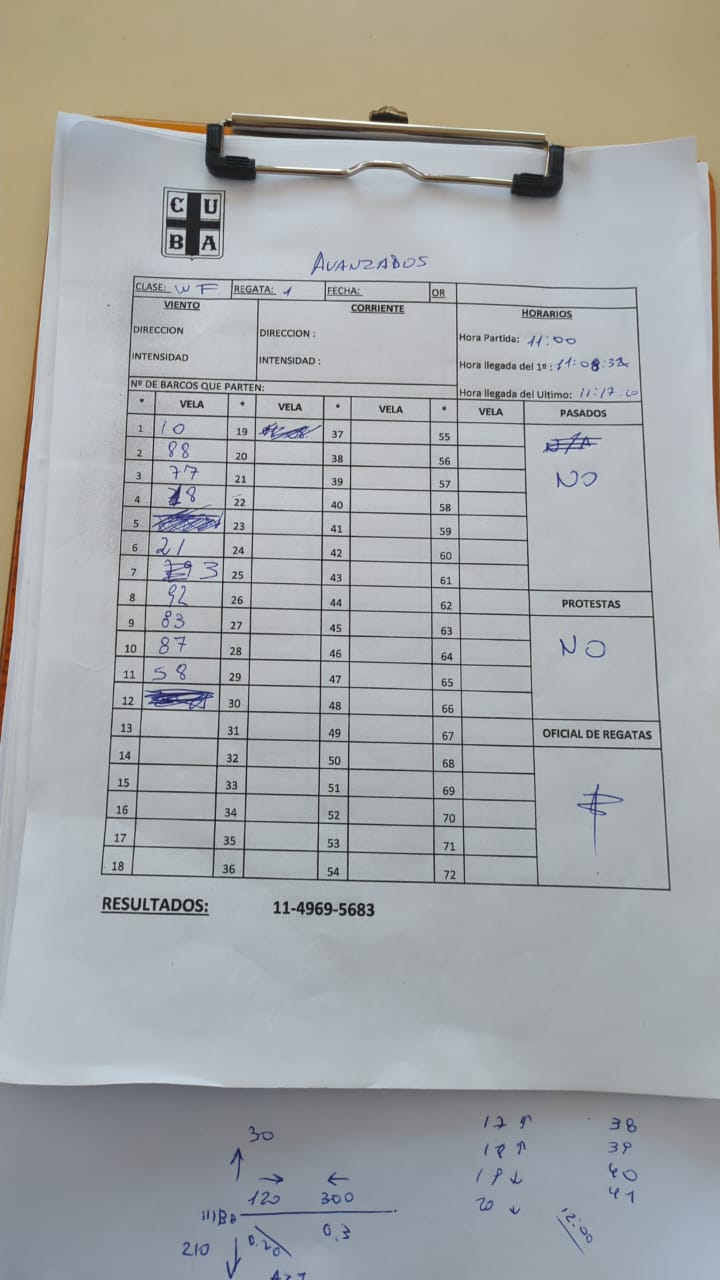 CU
BA
AVANZADOS
CLASE: WF REGATA: 1 FECHA: OR
VIENTO CORRIENTE HORARIOS
DIRECCION DIRECCION : Hora Partida: 11:00
INTENSIDAD INTENSIDAD : Hora llegada del 1º : 11:08:32
Nº DE BARCOS QUE PARTEN: Hora llegada del Ultimo: 11:17:
* VELA * VELA * VELA * VELA PASADOS
1 10 19 37 55
2 88 20 38 56 NO
3 77 21 39 57
4 18 22 40 58
5 23 41 59
6 21 24 42 60
7 93 25 43 61
8 92 26 44 62 PROTESTAS
9 83 27 45 63
10 87 28 46 64 NO
11 58 29 47 65
12 30 48 66
13 31 49 67 OFICIAL DE REGATAS
14 32 50 68
15 33 51 69
16 34 52 70
17 35 53 71
18 36 54 72
RESULTADOS: 11-4969-5683
30
17 ↑ 38
18 ↑ 39
19 ↓ 40
20 ↓ 41
120 300
0.20 0.3
210
12:00